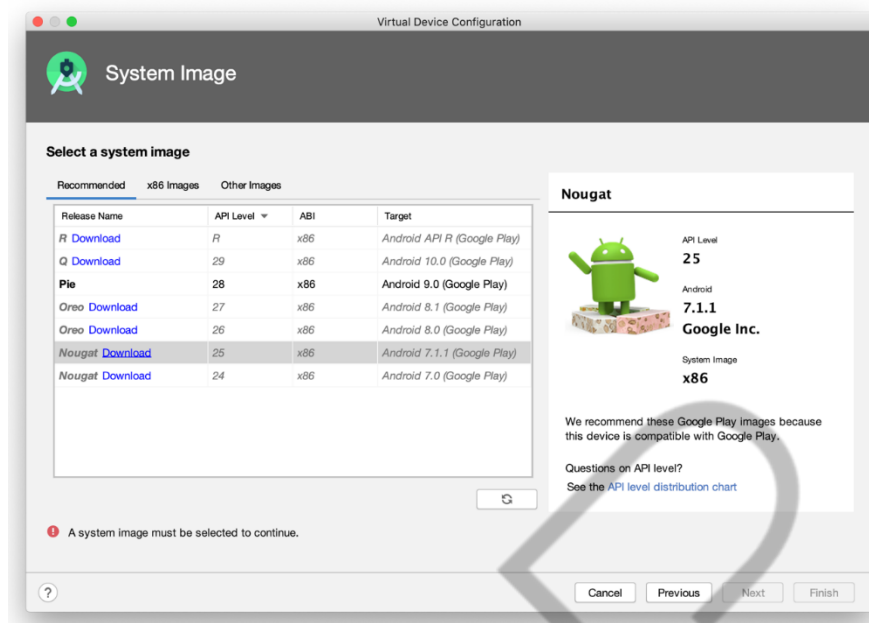 Virtual Device Configuration
System Image
Select a system image
Recommended x86 Images Other Images
Release Name API Level ABI Target
R Download R x86 Android API R (Google Play)
Q Download 29 x86 Android 10.0 (Google Play)
Pie 28 x86 Android 9.0 (Google Play)
Oreo Download 27 x86 Android 8.1 (Google Play)
Oreo Download 26 x86 Android 8.0 (Google Play)
Nougat Download 25 x86 Android 7.1.1 (Google Play)
Nougat Download 24 x86 Android 7.0 (Google Play)
Nougat
API Level
25
Android
7.1.1
Google Inc.
System Image
x86
We recommend these Google Play images because
this device is compatible with Google Play.
Questions on API level?
See the API level distribution chart
A system image must be selected to continue.
? Cancel Previous Next Finish